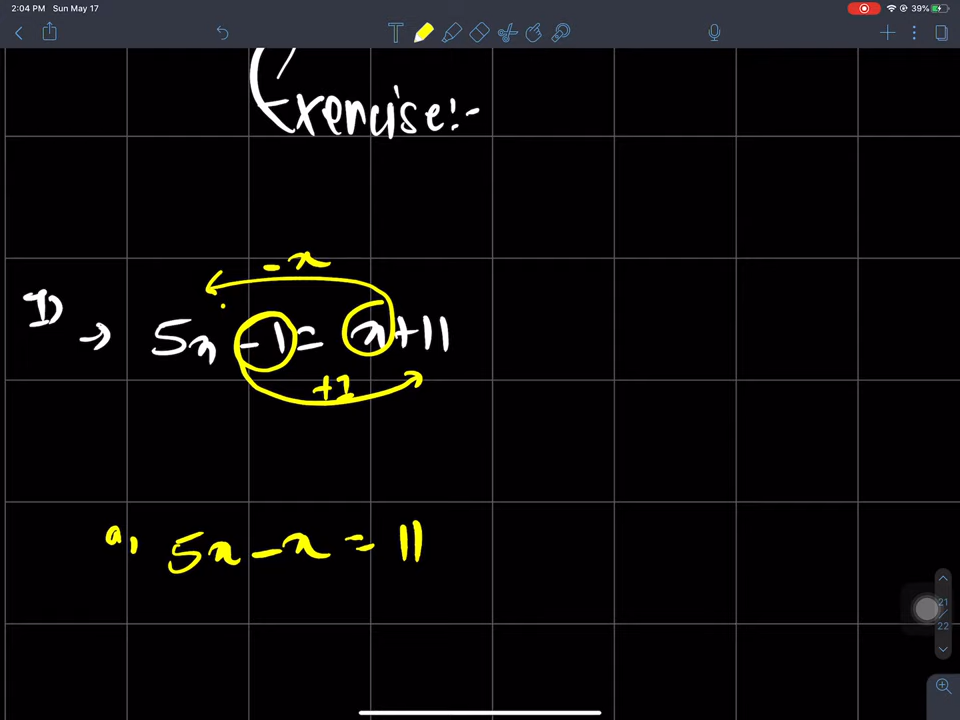 2:04 PM Sun May 17
39%
Exercise:-
-x
1) → 5x - 1 = x + 11
+1
a, 5x - x = 11
21
22